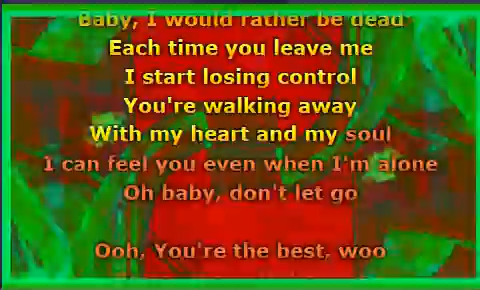 Baby, I would rather be dead
Each time you leave me
I start losing control
You're walking away
With my heart and my soul
1 can feel you even when I'm alone
Oh baby, don't let go
Ooh, You're the best, woo